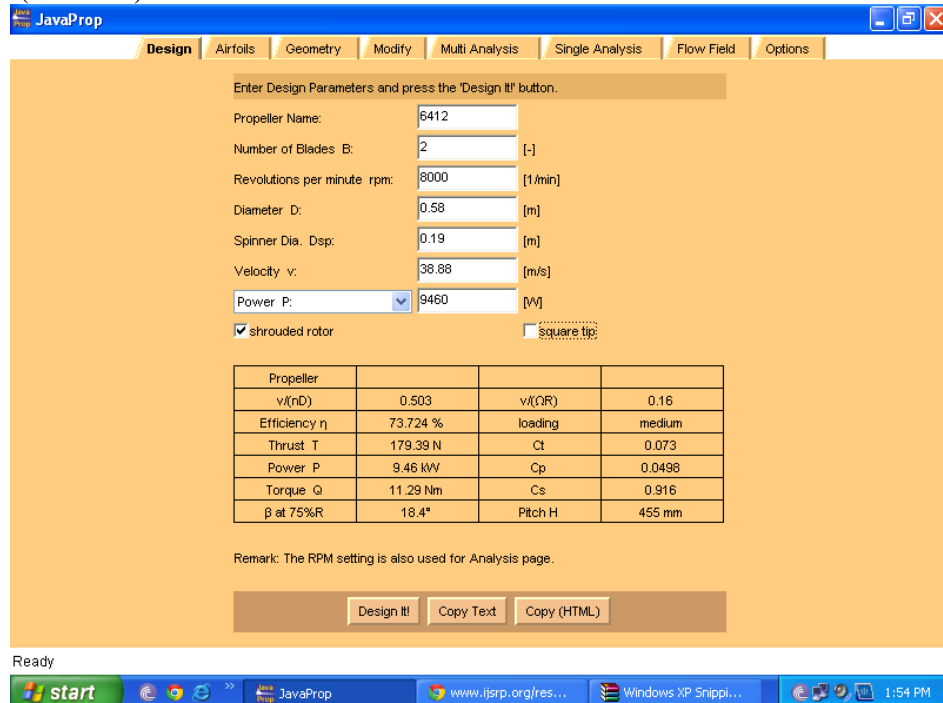 JavaProp
Design Airfoils Geometry Modify Multi Analysis Single Analysis Flow Field Options
Enter Design Parameters and press the 'Design It!' button.
Propeller Name: 6412
Number of Blades B: 2 [-]
Revolutions per minute rpm: 8000 [1/min]
Diameter D: 0.58 [m]
Spinner Dia. Dsp: 0.19 [m]
Velocity v: 38.88 [m/s]
Power P: 9460 [W]
shrouded rotor square tip
Propeller
v/(nD) 0.503 v/(ΩR) 0.16
Efficiency η 73.724 % loading medium
Thrust T 179.39 N Ct 0.073
Power P 9.46 kW Cp 0.0498
Torque Q 11.29 Nm Cs 0.916
β at 75%R 18.4° Pitch H 455 mm
Remark: The RPM setting is also used for Analysis page.
Design It! Copy Text Copy (HTML)
Ready
start JavaProp www.ijsrp.org/res... Windows XP Snippi... 1:54 PM